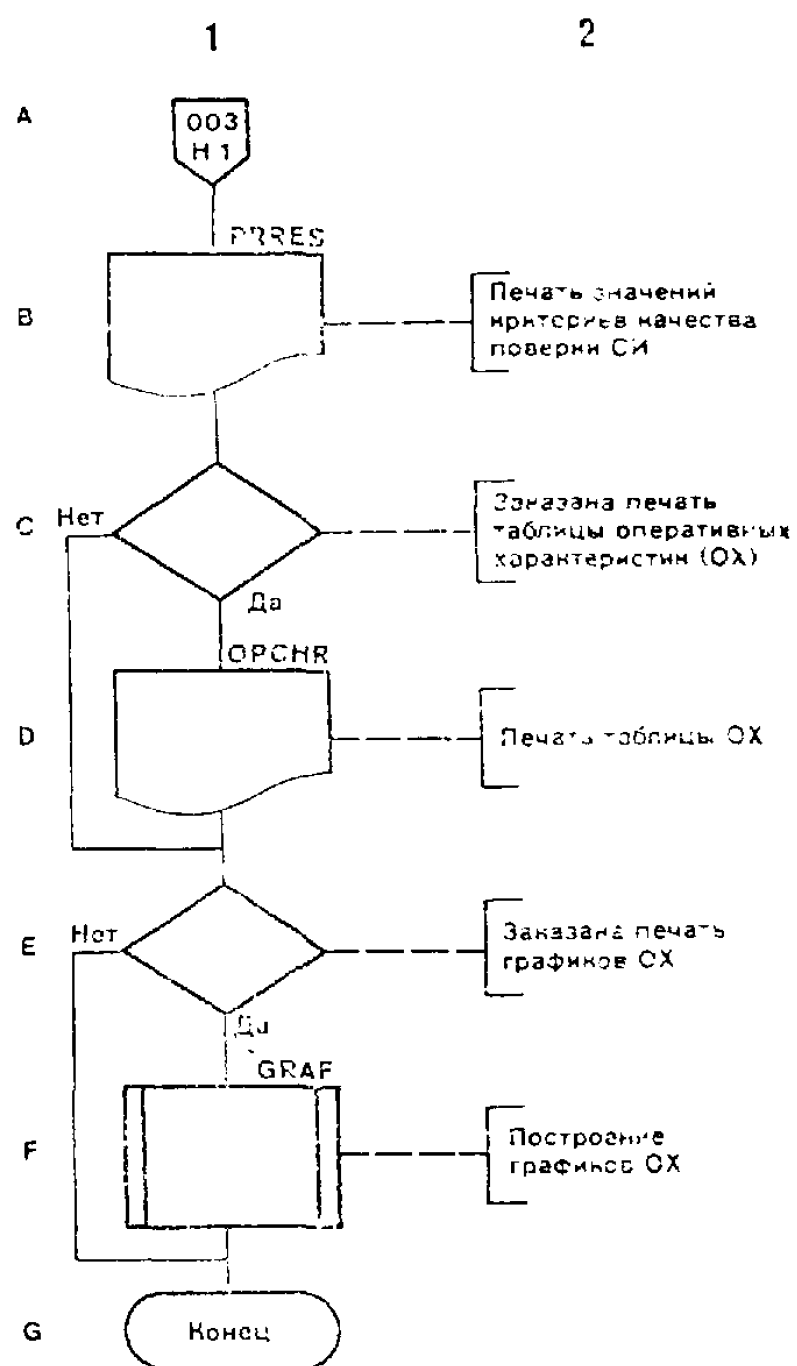 1 2
A
003
H 1
PRRES
B
Печать значений
критериев качества
поверки СИ
C
Нет
Заказана печать
таблицы оперативных
характеристик (ОХ)
Да
OPCHR
D
Печать таблицы ОХ
E
Нет
Заказана печать
графиков ОХ
Да
GRAF
F
Построение
графиков ОХ
G
Конец